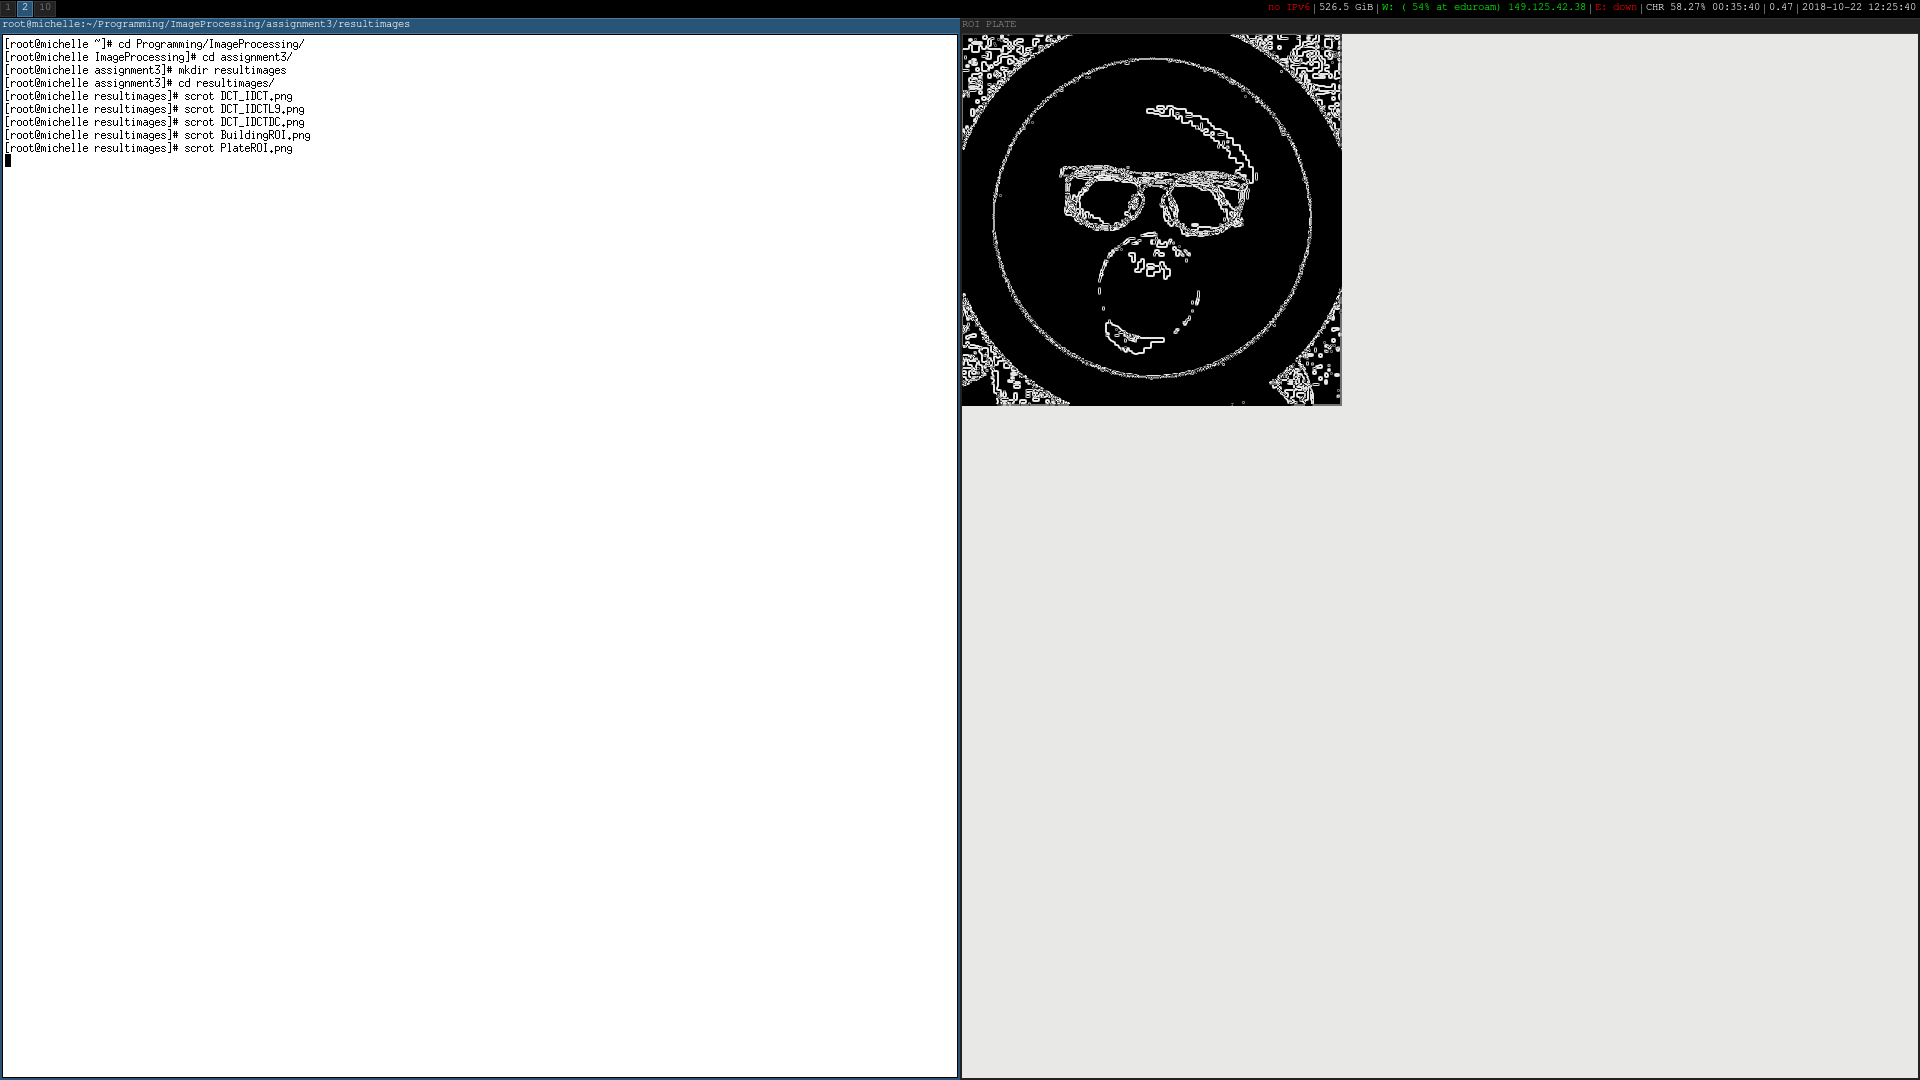 1 2 10
no IPv6|526.5 GiB|W: ( 54% at eduroam) 149.125.42.38|E: down|CHR 58.27% 00:35:40|0.47|2018-10-22 12:25:40
root@michelle:~/Programming/ImageProcessing/assignment3/resultimages
ROI PLATE
[root@michelle ~]# cd Programming/ImageProcessing/
[root@michelle ImageProcessing]# cd assignment3/
[root@michelle assignment3]# mkdir resultimages
[root@michelle assignment3]# cd resultimages/
[root@michelle resultimages]# scrot DCT_IDCT.png
[root@michelle resultimages]# scrot DCT_IDCTL9.png
[root@michelle resultimages]# scrot DCT_IDCTDC.png
[root@michelle resultimages]# scrot BuildingROI.png
[root@michelle resultimages]# scrot PlateROI.png